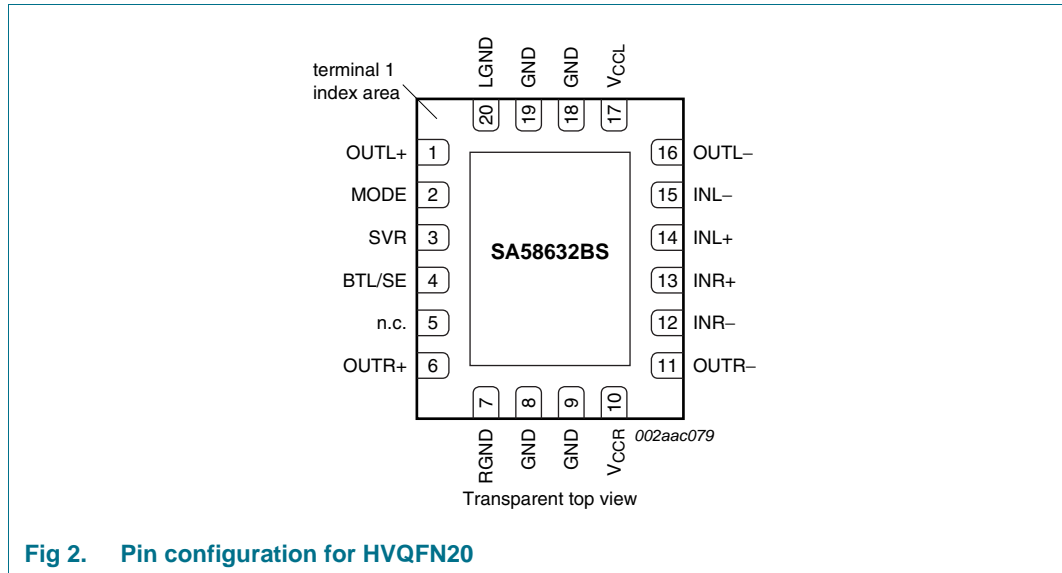 LGND
GND
GND
VCCL
terminal 1
index area
20
19
18
17
OUTL+ 1
16 OUTL−
MODE 2
15 INL−
SVR 3
14 INL+
SA58632BS
BTL/SE 4
13 INR+
n.c. 5
12 INR−
OUTR+ 6
11 OUTR−
7
8
9
10
002aac079
RGND
GND
GND
VCCR
Transparent top view
Fig 2. Pin configuration for HVQFN20